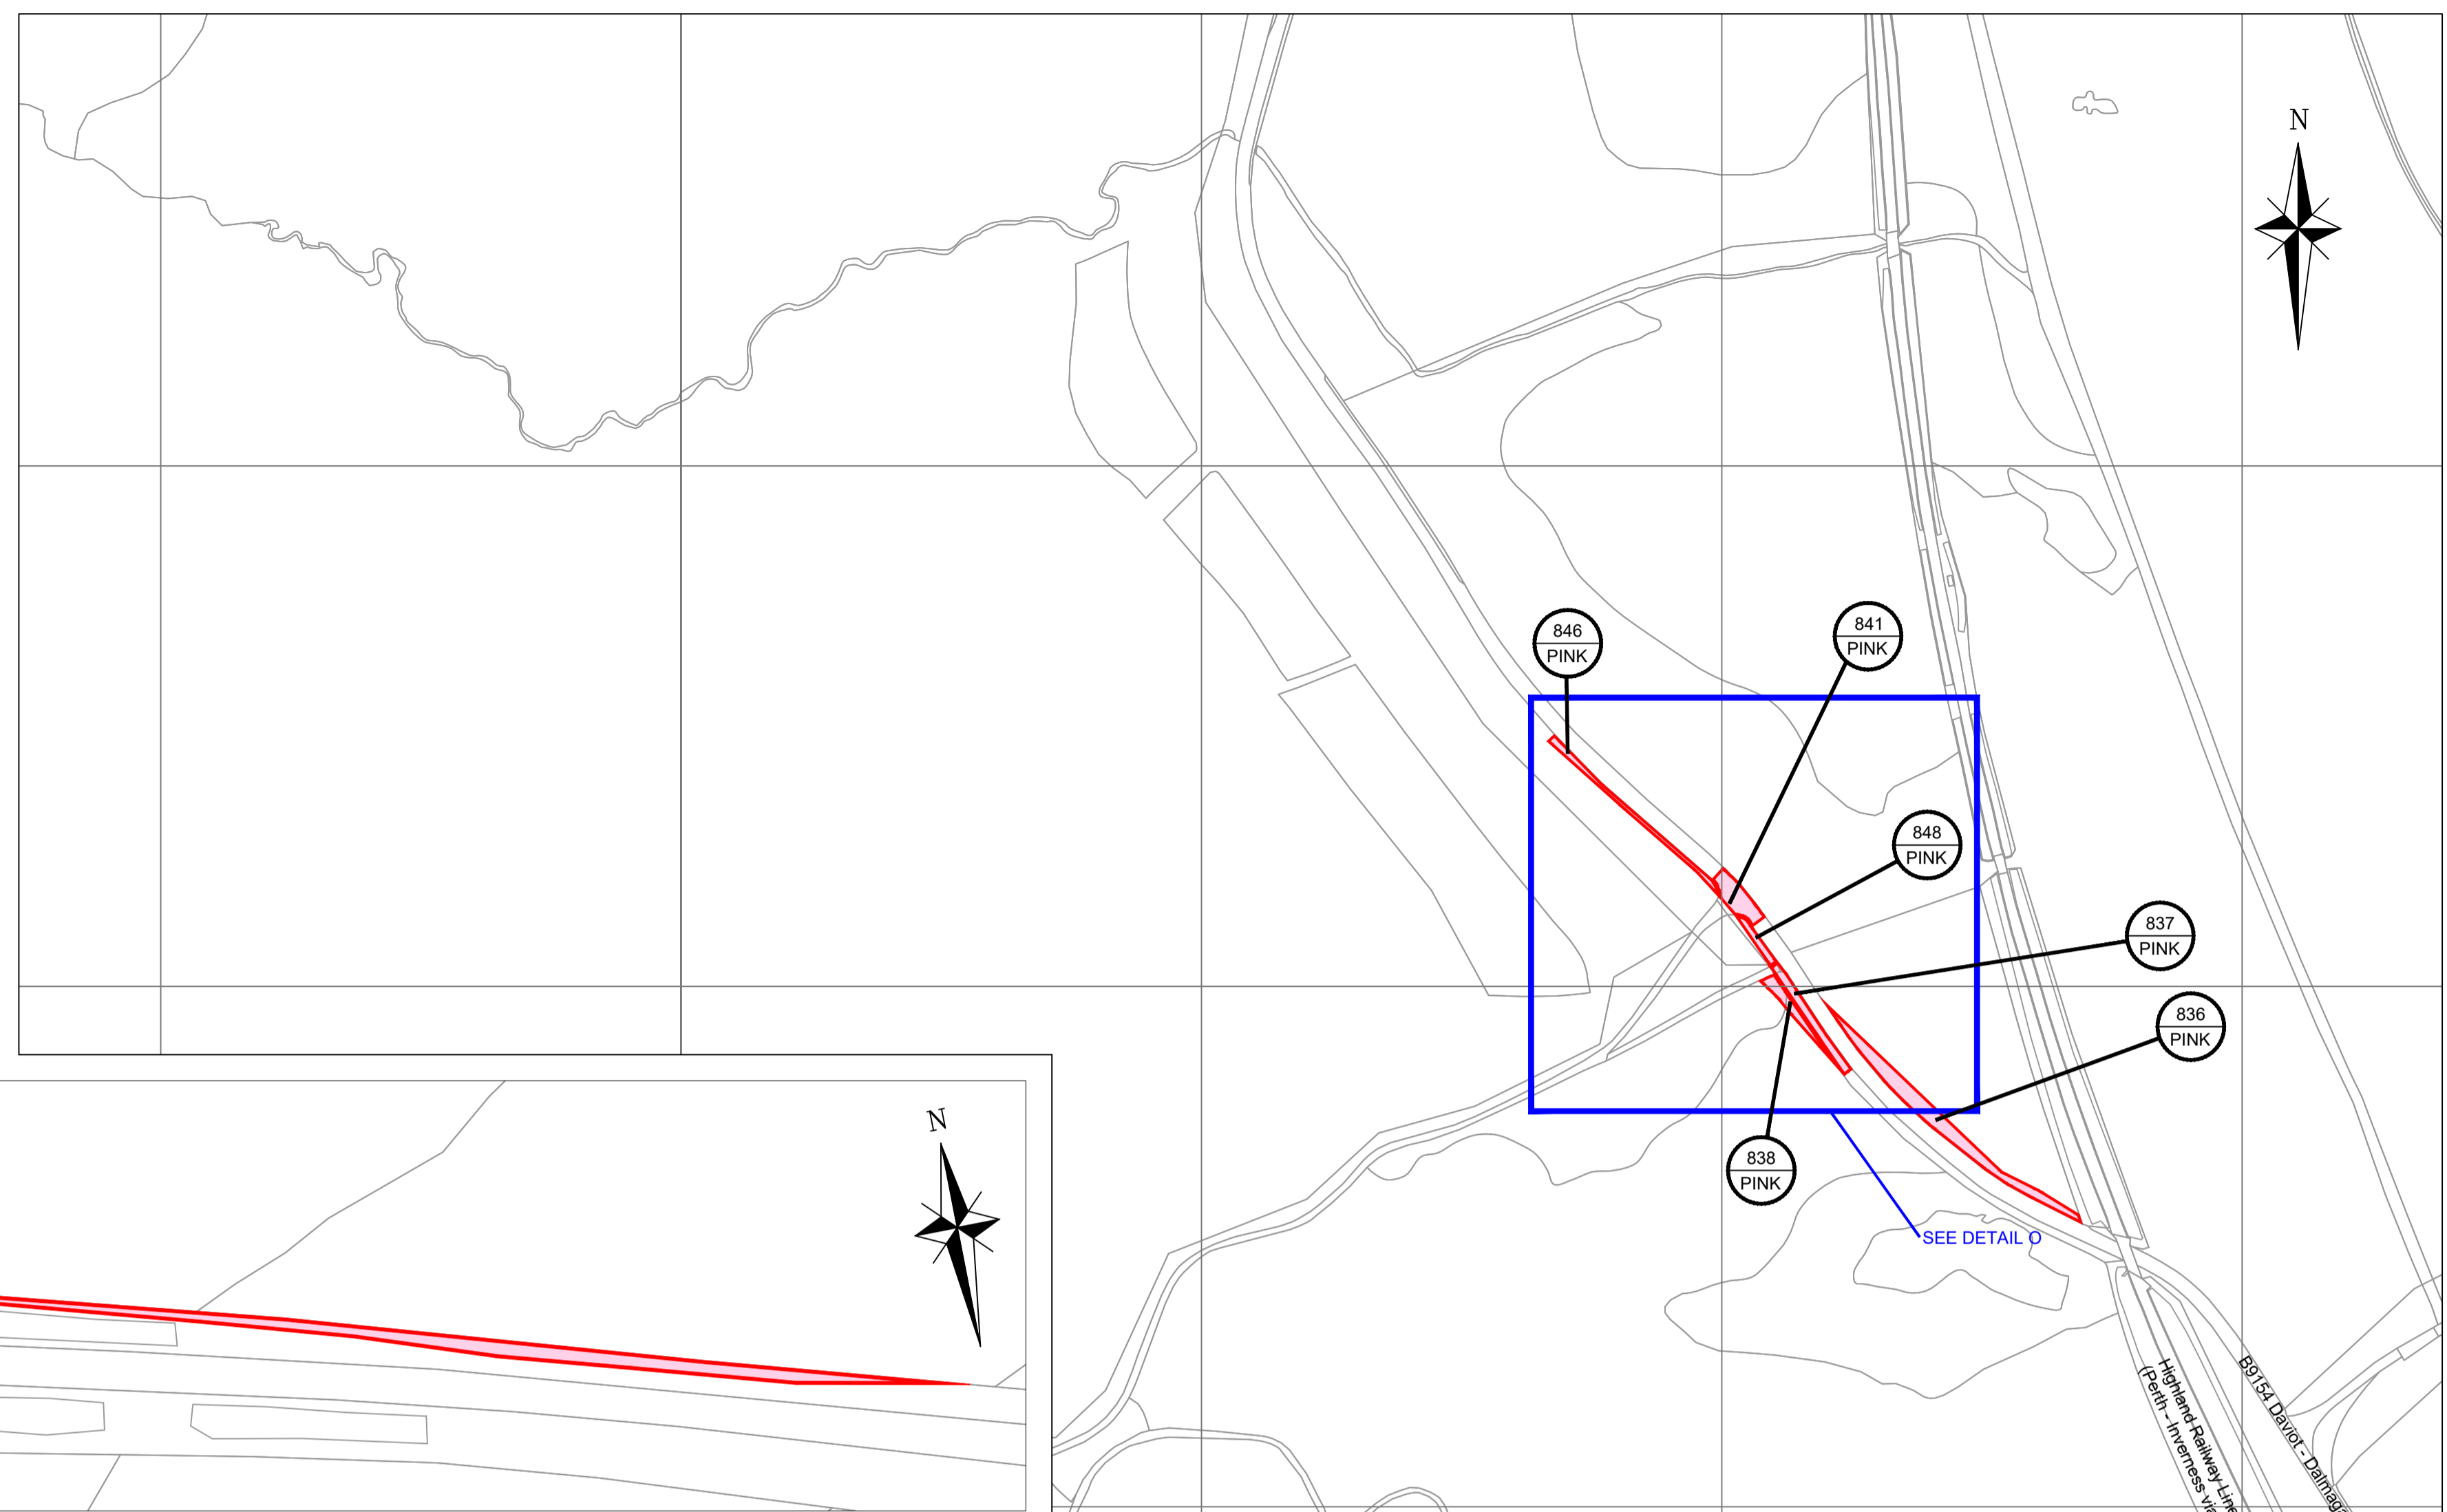 N
846
PINK
841
PINK
848
PINK
837
PINK
836
PINK
838
PINK
SEE DETAIL O
N
Highland Railway Line
(Perth - Inverness via
B9154 Daviot - Dalmag